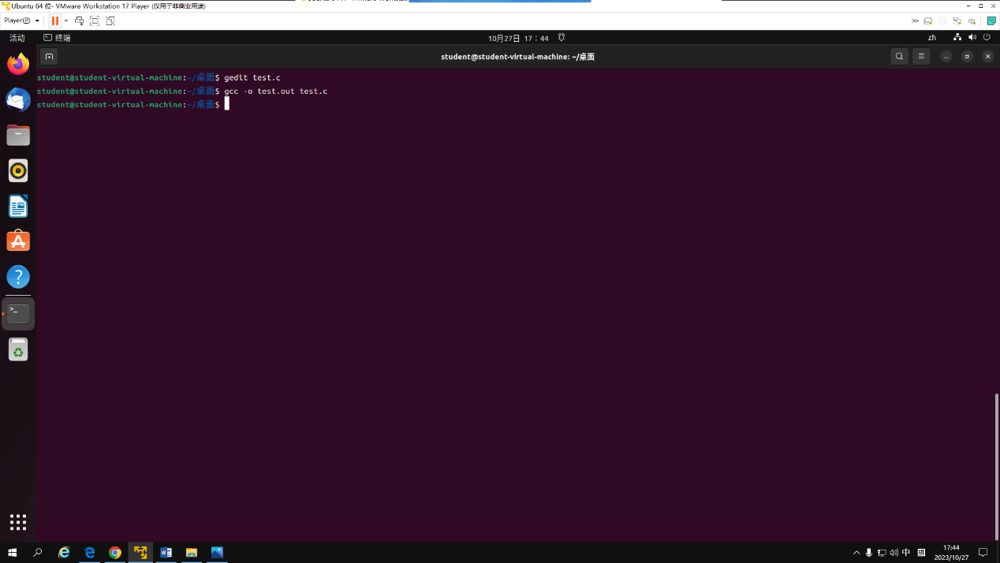 Ubuntu 64 位 - VMware Workstation 17 Player (仅用于非商业用途)
Player(P)
活动
终端
10月27日 17：44
zh
student@student-virtual-machine: ~/桌面
student@student-virtual-machine:~/桌面$ gedit test.c
student@student-virtual-machine:~/桌面$ gcc -o test.out test.c
student@student-virtual-machine:~/桌面$
中
17:44
2023/10/27